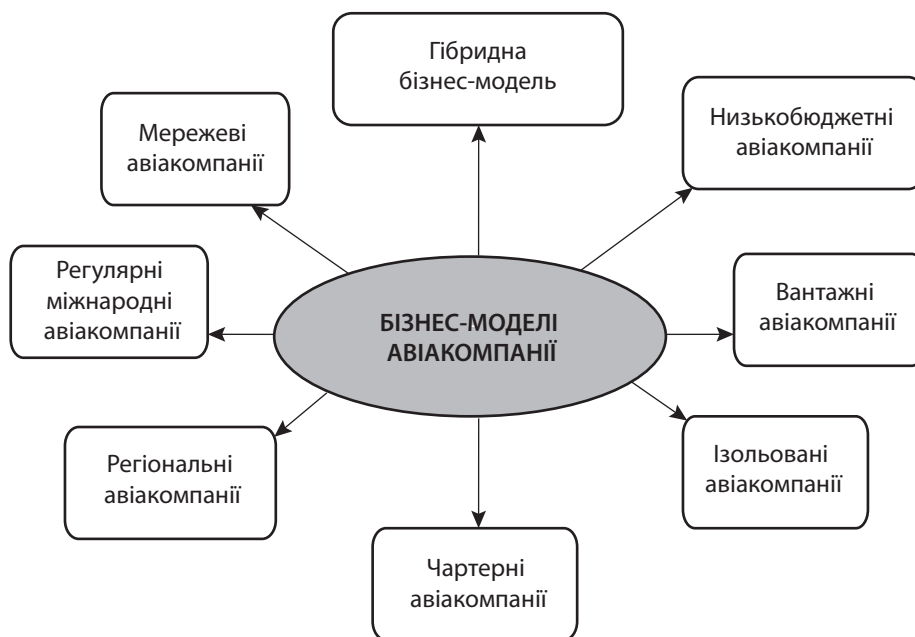 Гібридна
бізнес-модель
Мережеві
авіакомпанії
Низькобюджетні
авіакомпанії
Регулярні
міжнародні
авіакомпанії
БІЗНЕС-МОДЕЛІ
АВІАКОМПАНІЇ
Вантажні
авіакомпанії
Регіональні
авіакомпанії
Ізольовані
авіакомпанії
Чартерні
авіакомпанії